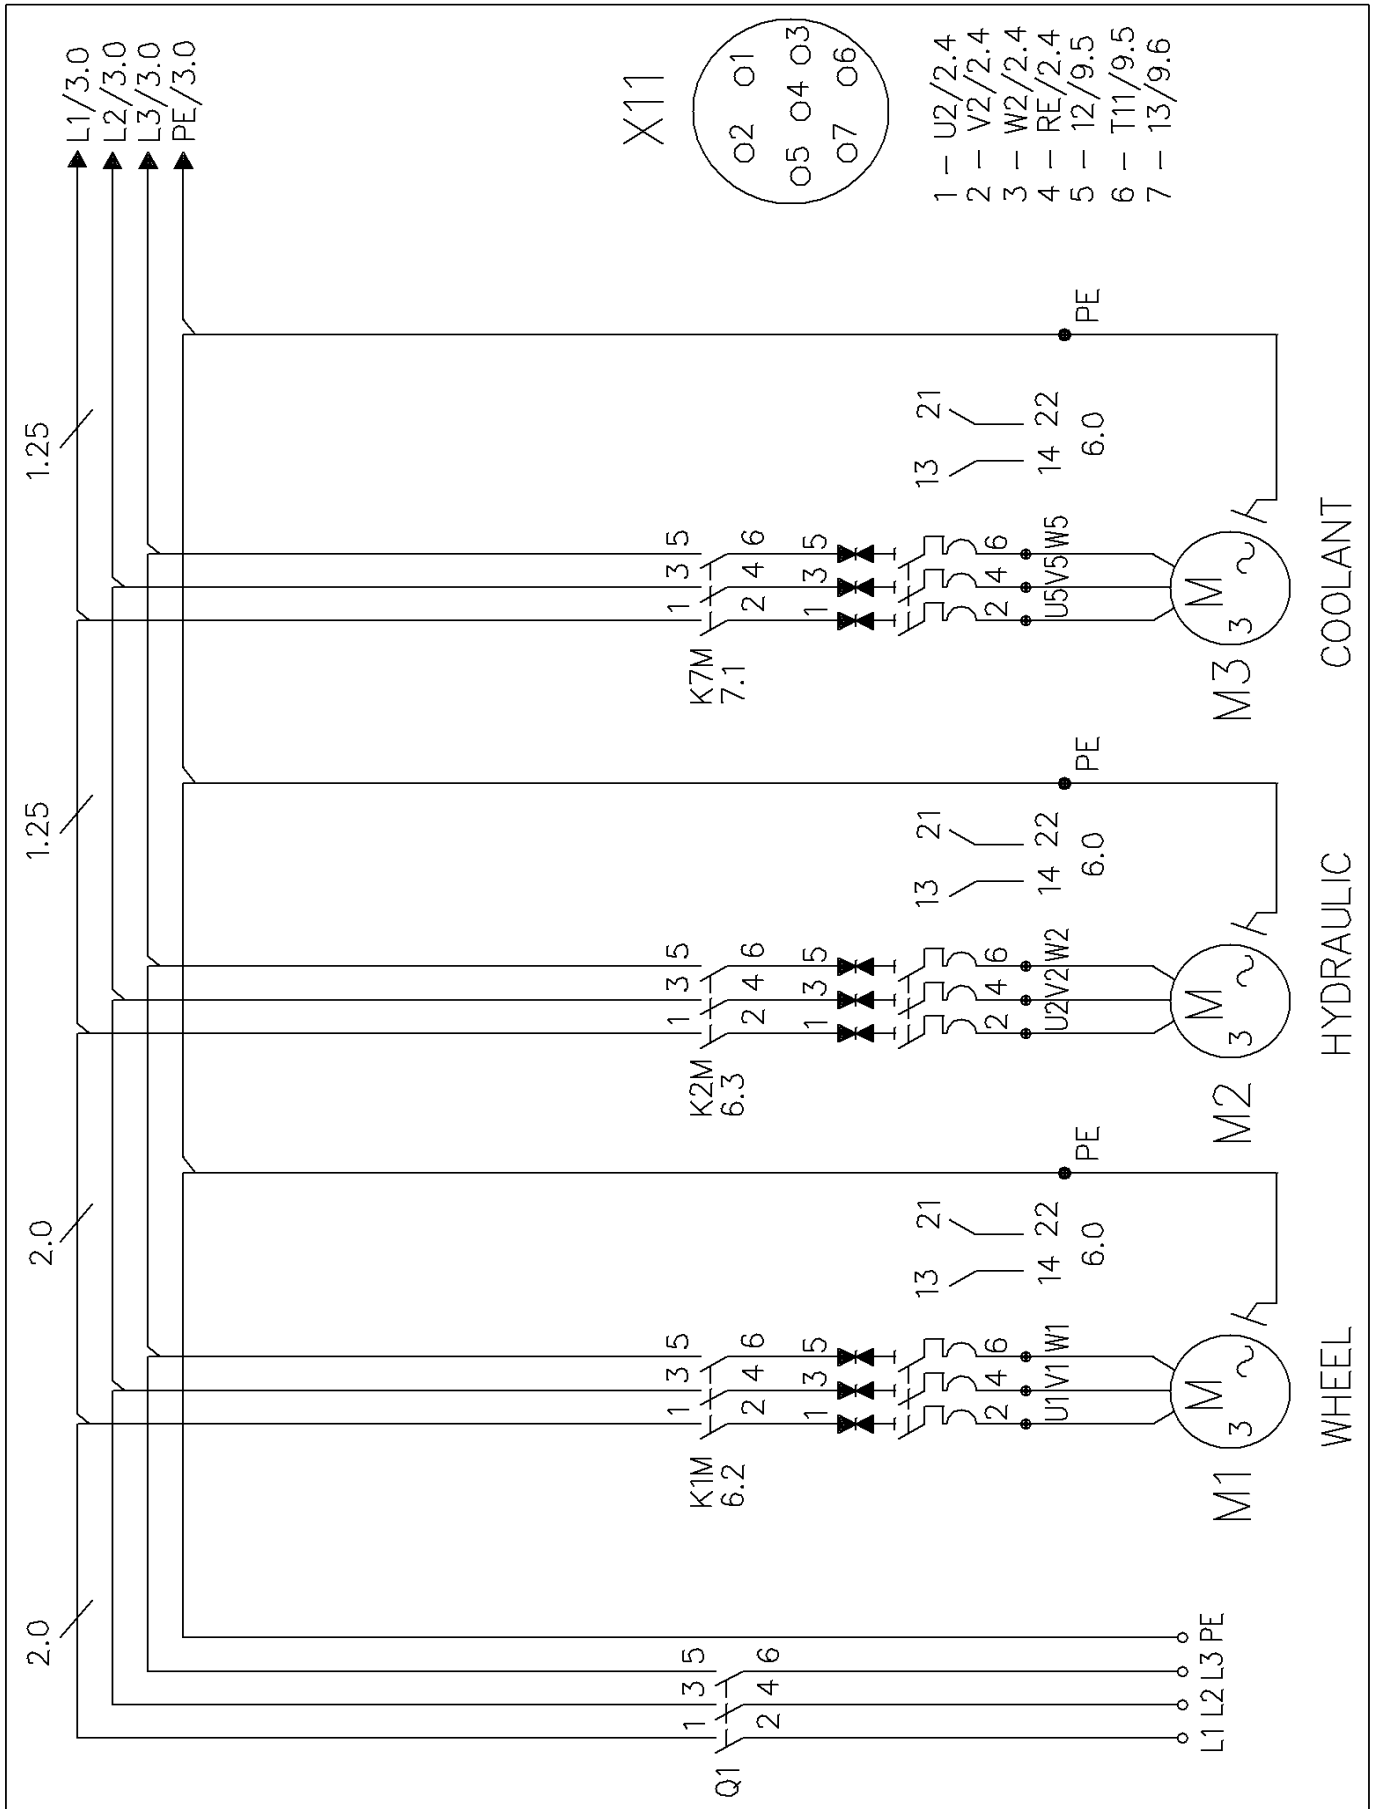 2.0
2.0
1.25
1.25
L1/3.0
L2/3.0
L3/3.0
PE/3.0
X11
2 1
5 4 3
7 6
1 - U2/2.4
2 - V2/2.4
3 - W2/2.4
4 - RE/2.4
5 - 12/9.5
6 - T11/9.5
7 - 13/9.6
Q1
1 3 5
2 4 6
L1 L2 L3 PE
K1M
6.2
1 3 5
2 4 6
1 3 5
2 4 6
U1 V1 W1
13 21
14 22
6.0
PE
M
3 ~
M1
WHEEL
K2M
6.3
1 3 5
2 4 6
1 3 5
2 4 6
U2 V2 W2
13 21
14 22
6.0
PE
M
3 ~
M2
HYDRAULIC
K7M
7.1
1 3 5
2 4 6
1 3 5
2 4 6
U5 V5 W5
13 21
14 22
6.0
PE
M
3 ~
M3
COOLANT